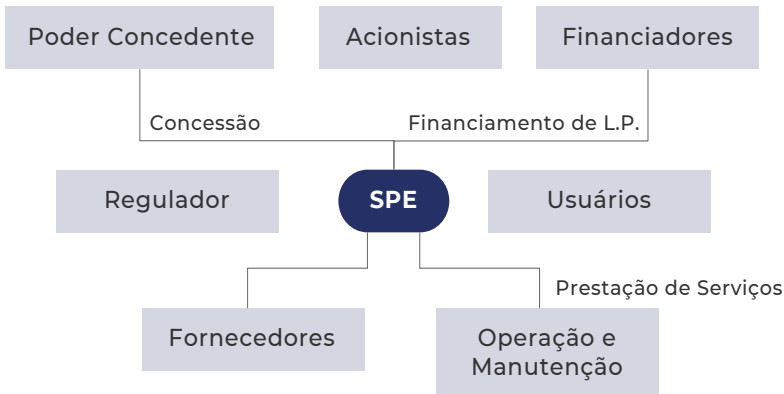 Poder Concedente
Acionistas
Financiadores
Concessão
Financiamento de L.P.
Regulador
SPE
Usuários
Prestação de Serviços
Fornecedores
Operação e
Manutenção